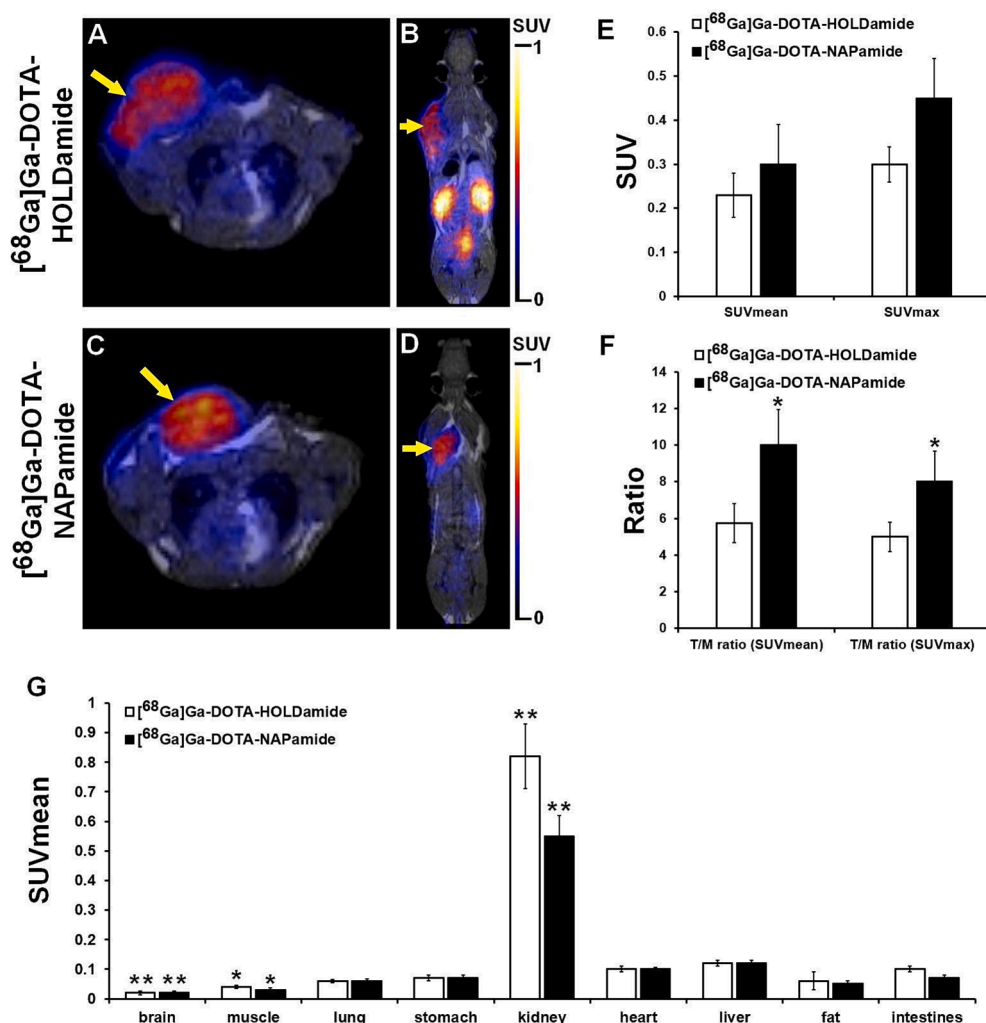 [68Ga]Ga-DOTA-
HOLDamide
A
B
SUV
1
0
[68Ga]Ga-DOTA-
NAPamide
C
D
SUV
1
0
E
[68Ga]Ga-DOTA-HOLDamide
[68Ga]Ga-DOTA-NAPamide
SUV
0.6
0.5
0.4
0.3
0.2
0.1
0
SUVmean SUVmax
F
[68Ga]Ga-DOTA-HOLDamide
[68Ga]Ga-DOTA-NAPamide
Ratio
14
12
10
8
6
4
2
0
* *
T/M ratio (SUVmean) T/M ratio (SUVmax)
G
[68Ga]Ga-DOTA-HOLDamide
[68Ga]Ga-DOTA-NAPamide
SUVmean
1
0.9
0.8
0.7
0.6
0.5
0.4
0.3
0.2
0.1
0
** ** * * ** **
brain muscle lung stomach kidney heart liver fat intestines